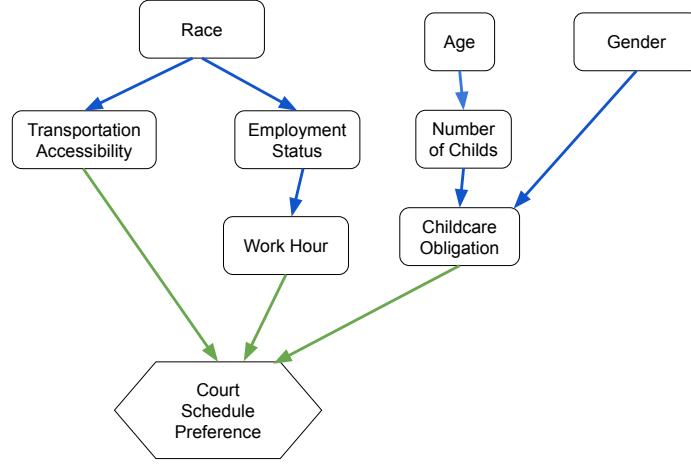 Race
Age
Gender
Transportation
Accessibility
Employment
Status
Number
of Childs
Work Hour
Childcare
Obligation
Court
Schedule
Preference